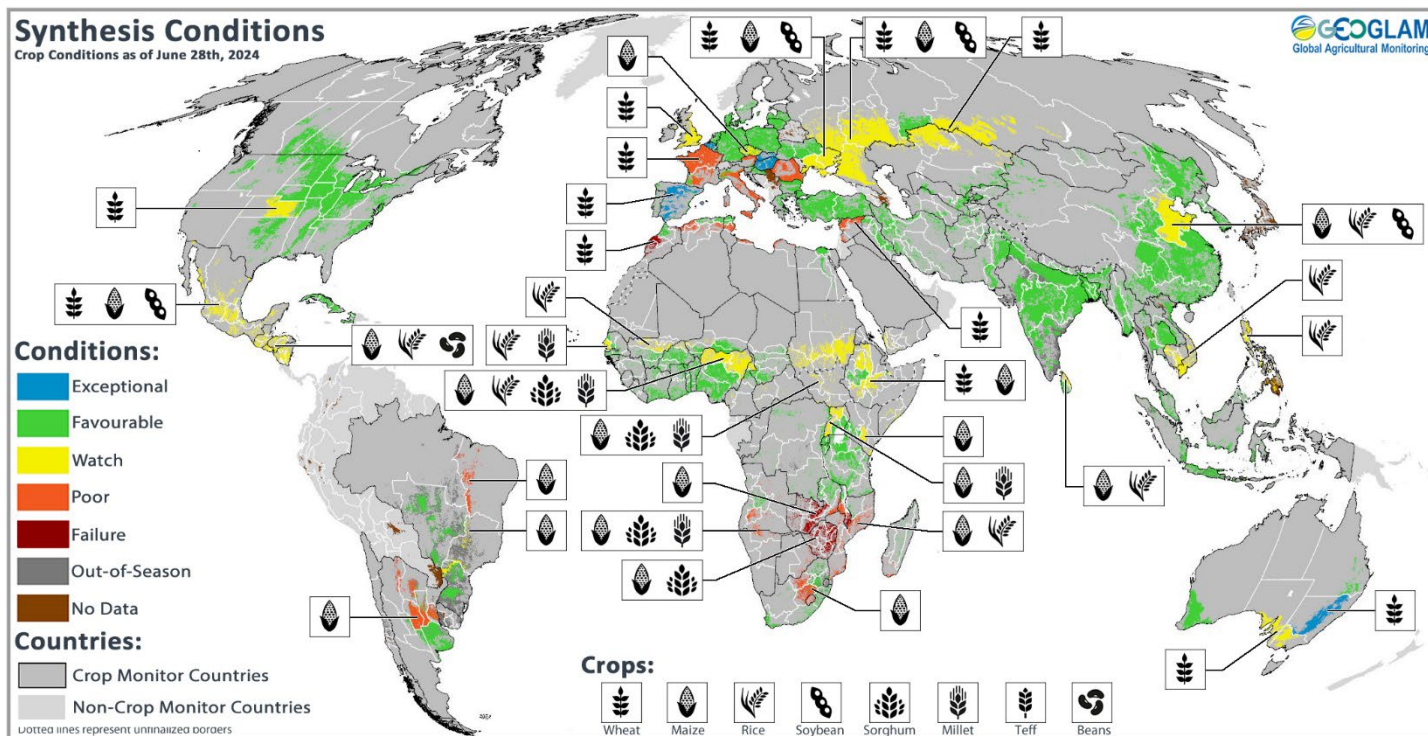 Synthesis Conditions
Crop Conditions as of June 28th, 2024
GEOGLAM
Global Agricultural Monitoring
Conditions:
Exceptional
Favourable
Watch
Poor
Failure
Out-of-Season
No Data
Countries:
Crop Monitor Countries
Non-Crop Monitor Countries
Dotted lines represent unfinalized borders
Crops:
Wheat Maize Rice Soybean Sorghum Millet Teff Beans